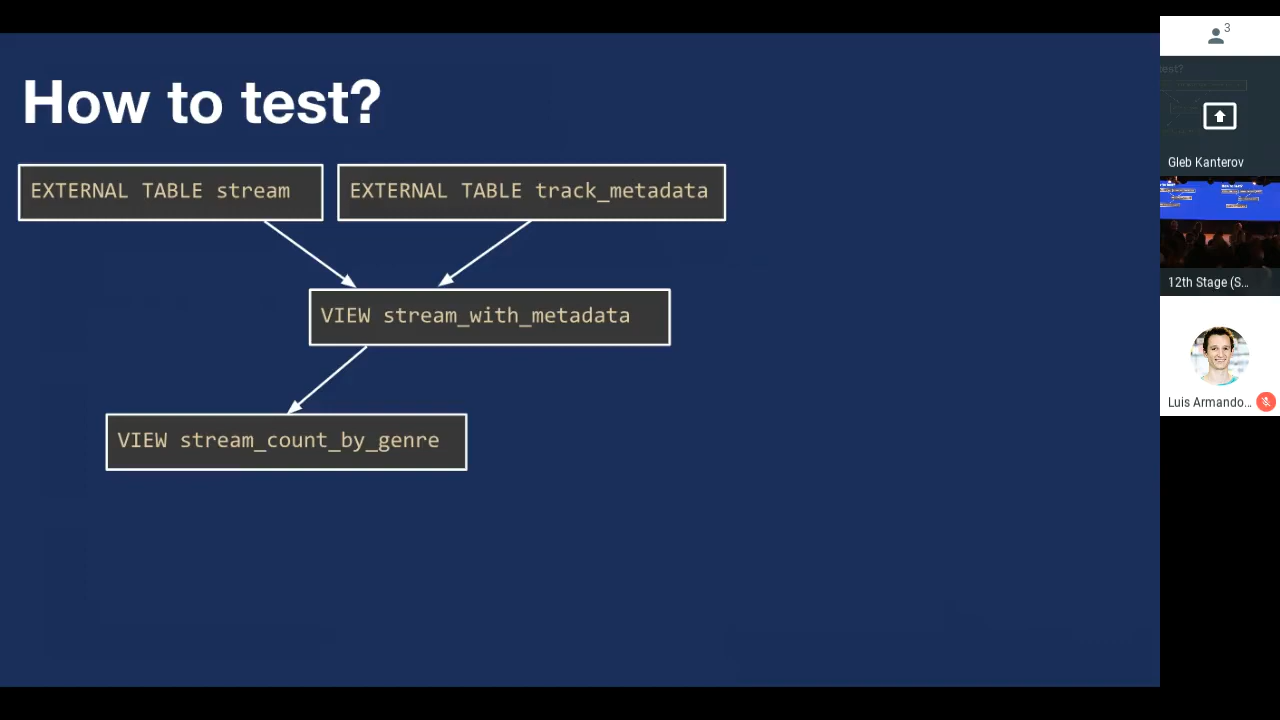 How to test?
EXTERNAL TABLE stream
EXTERNAL TABLE track_metadata
VIEW stream_with_metadata
VIEW stream_count_by_genre
3
Gleb Kanterov
12th Stage (S...
Luis Armando...